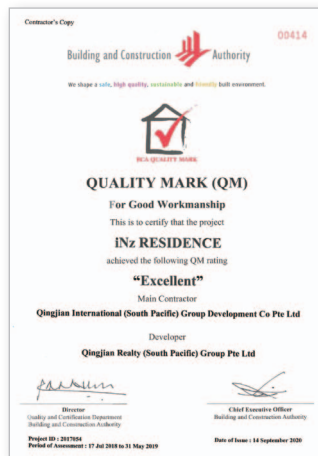 Contractor's Copy
00414
Building and Construction Authority
We shape a safe, high quality, sustainable and friendly built environment.
BCA QUALITY MARK
QUALITY MARK (QM)
For Good Workmanship
This is to certify that the project
iNz RESIDENCE
achieved the following QM rating
“Excellent”
Main Contractor
Qingjian International (South Pacific) Group Development Co Pte Ltd
Developer
Qingjian Realty (South Pacific) Group Pte Ltd
Director
Quality and Certification Department
Building and Construction Authority
Chief Executive Officer
Building and Construction Authority
Project ID : 2017054
Period of Assessment : 17 Jul 2018 to 31 May 2019
Date of Issue : 14 September 2020